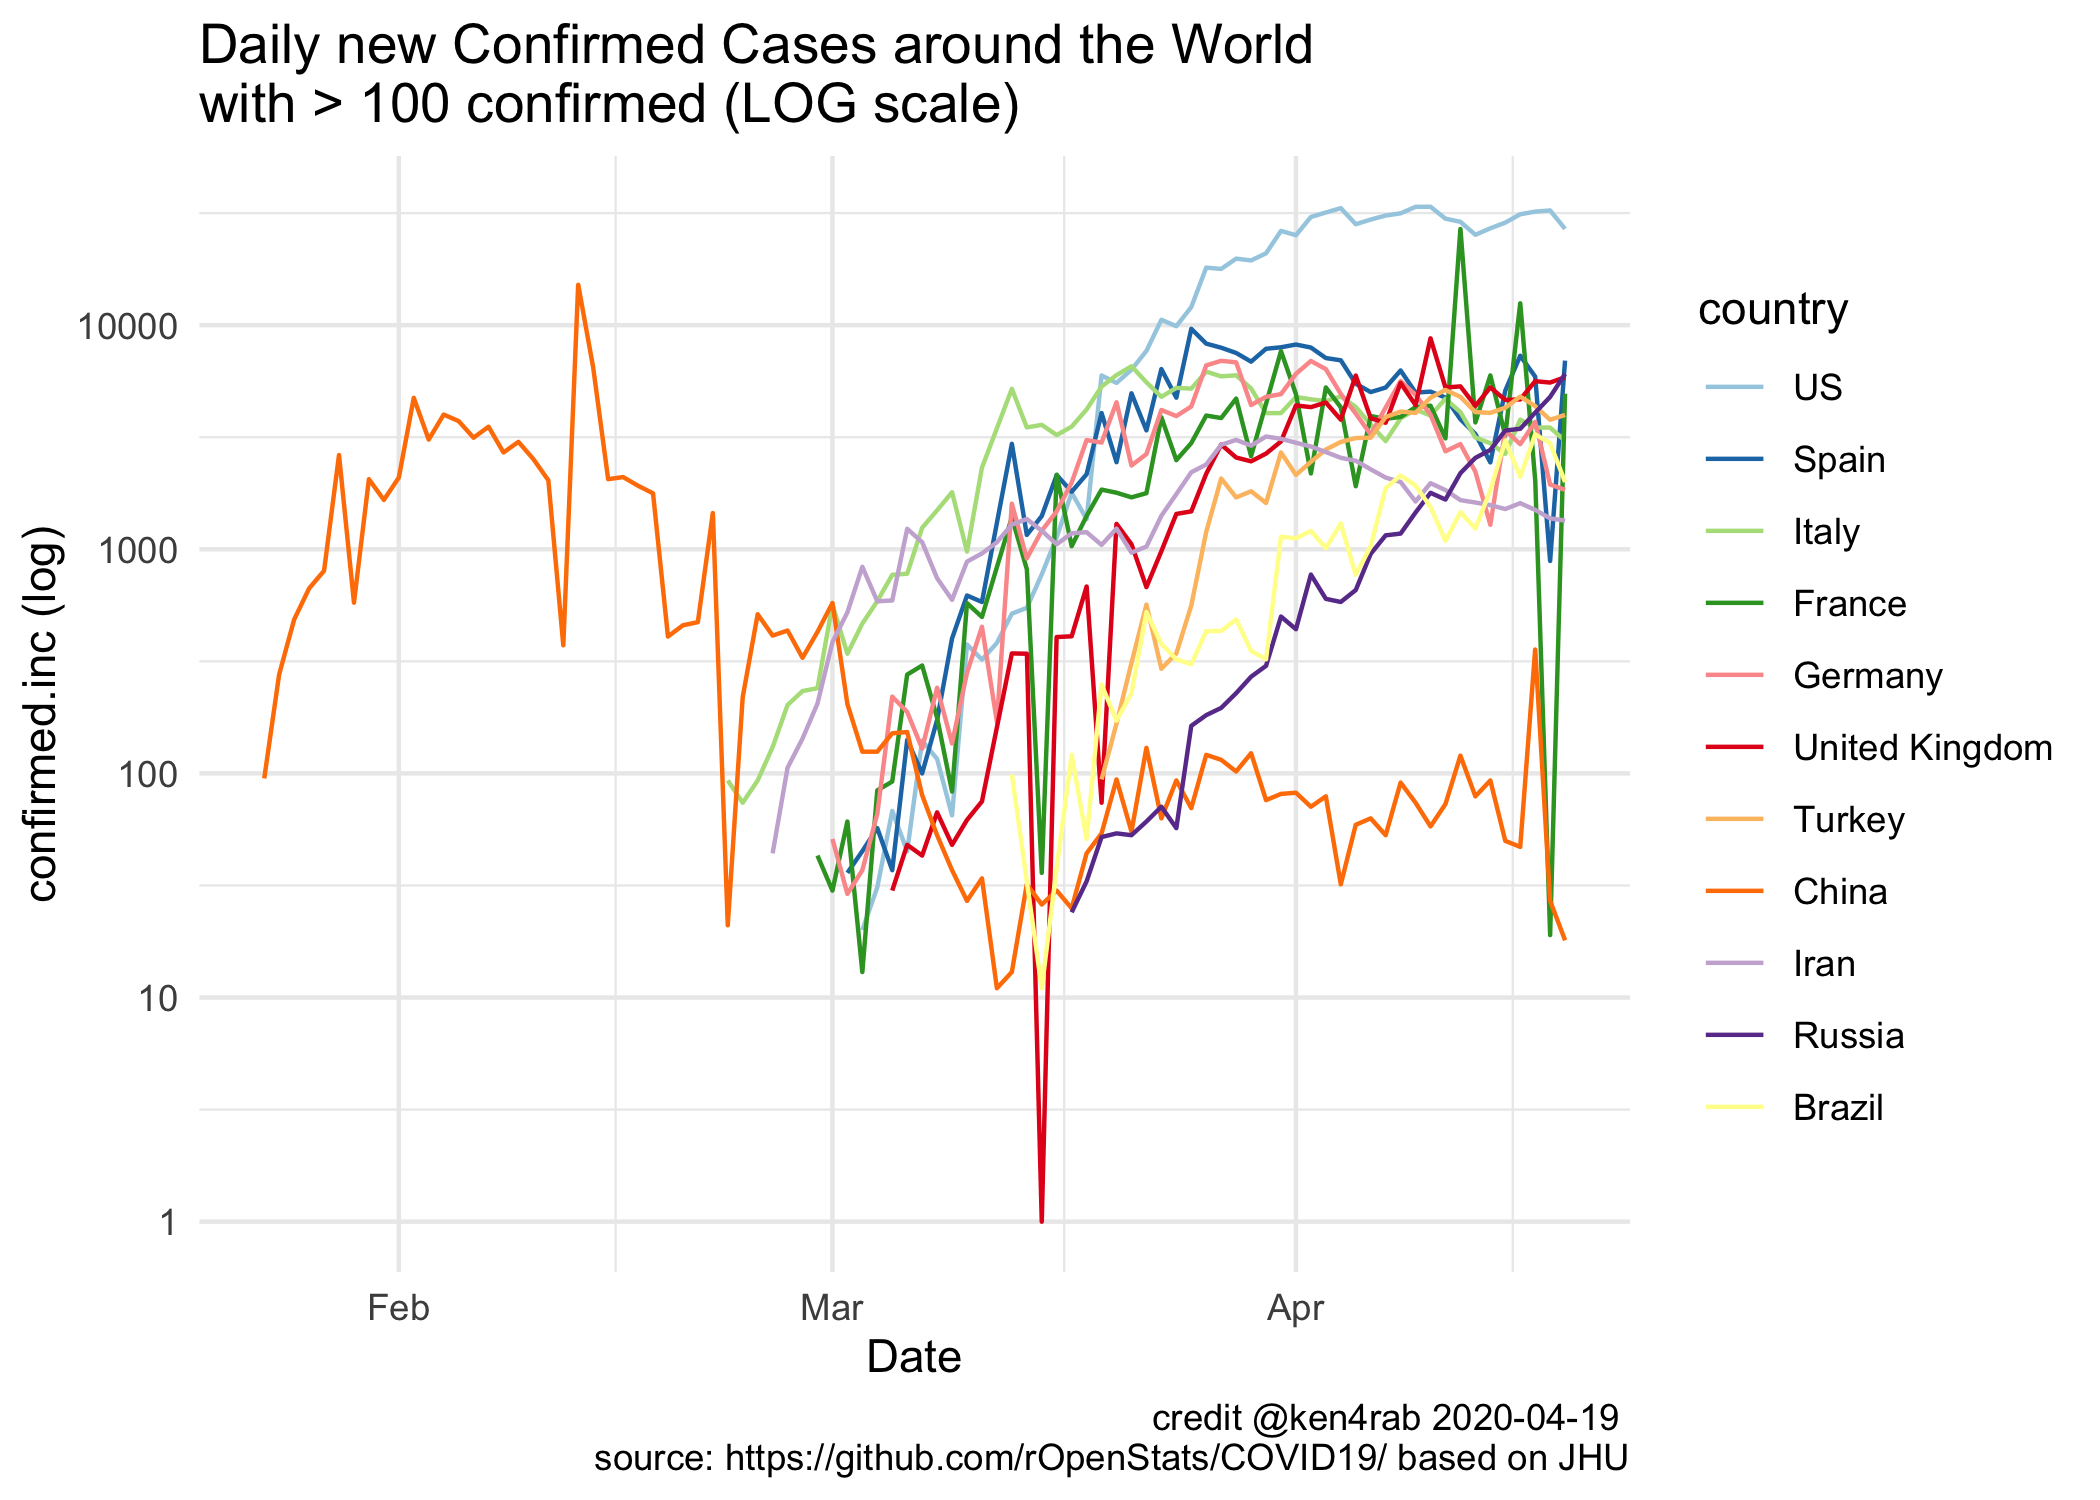 Daily new Confirmed Cases around the World
with > 100 confirmed (LOG scale)
confirmed.inc (log)
10000
1000
100
10
1
Feb
Mar
Apr
Date
country
US
Spain
Italy
France
Germany
United Kingdom
Turkey
China
Iran
Russia
Brazil
credit @ken4rab 2020-04-19
source: https://github.com/rOpenStats/COVID19/ based on JHU